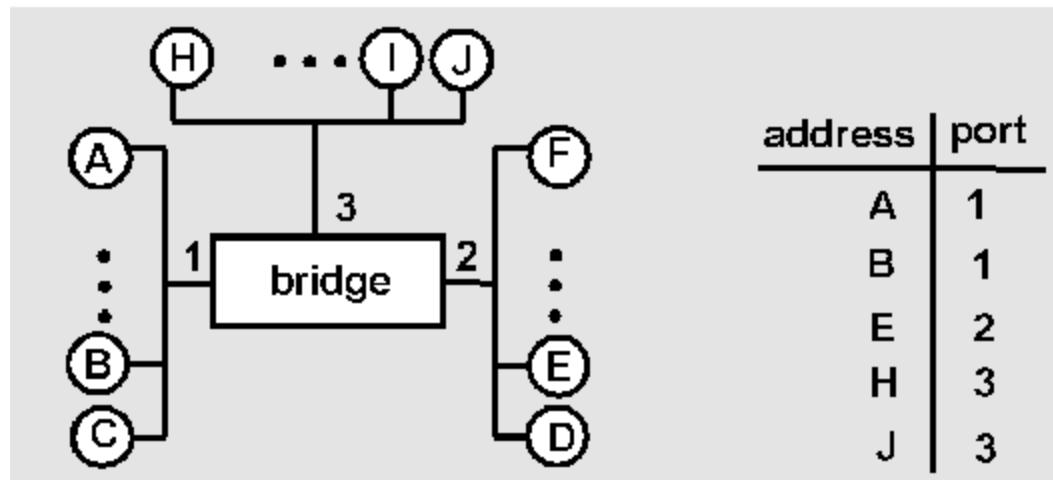 H ... I J
A
F
3
1
2
bridge
B
E
C
D
address port
A 1
B 1
E 2
H 3
J 3